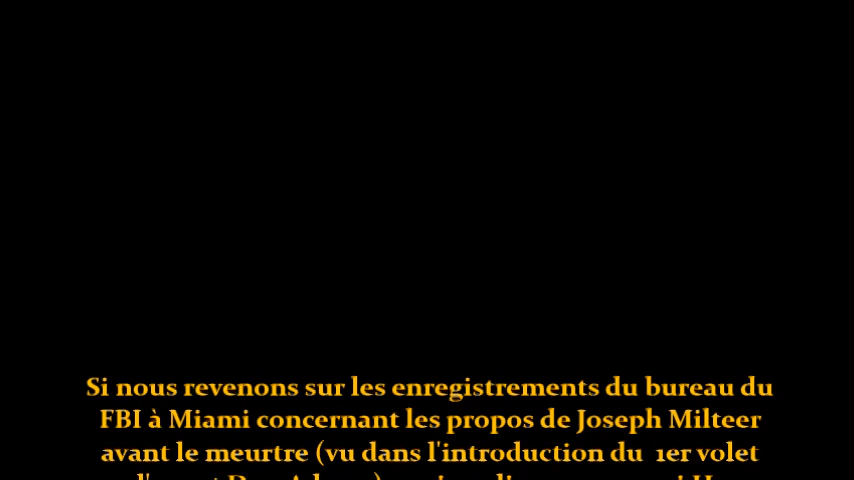 Si nous revenons sur les enregistrements du bureau du
FBI à Miami concernant les propos de Joseph Milteer
avant le meurtre (vu dans l'introduction du 1er volet